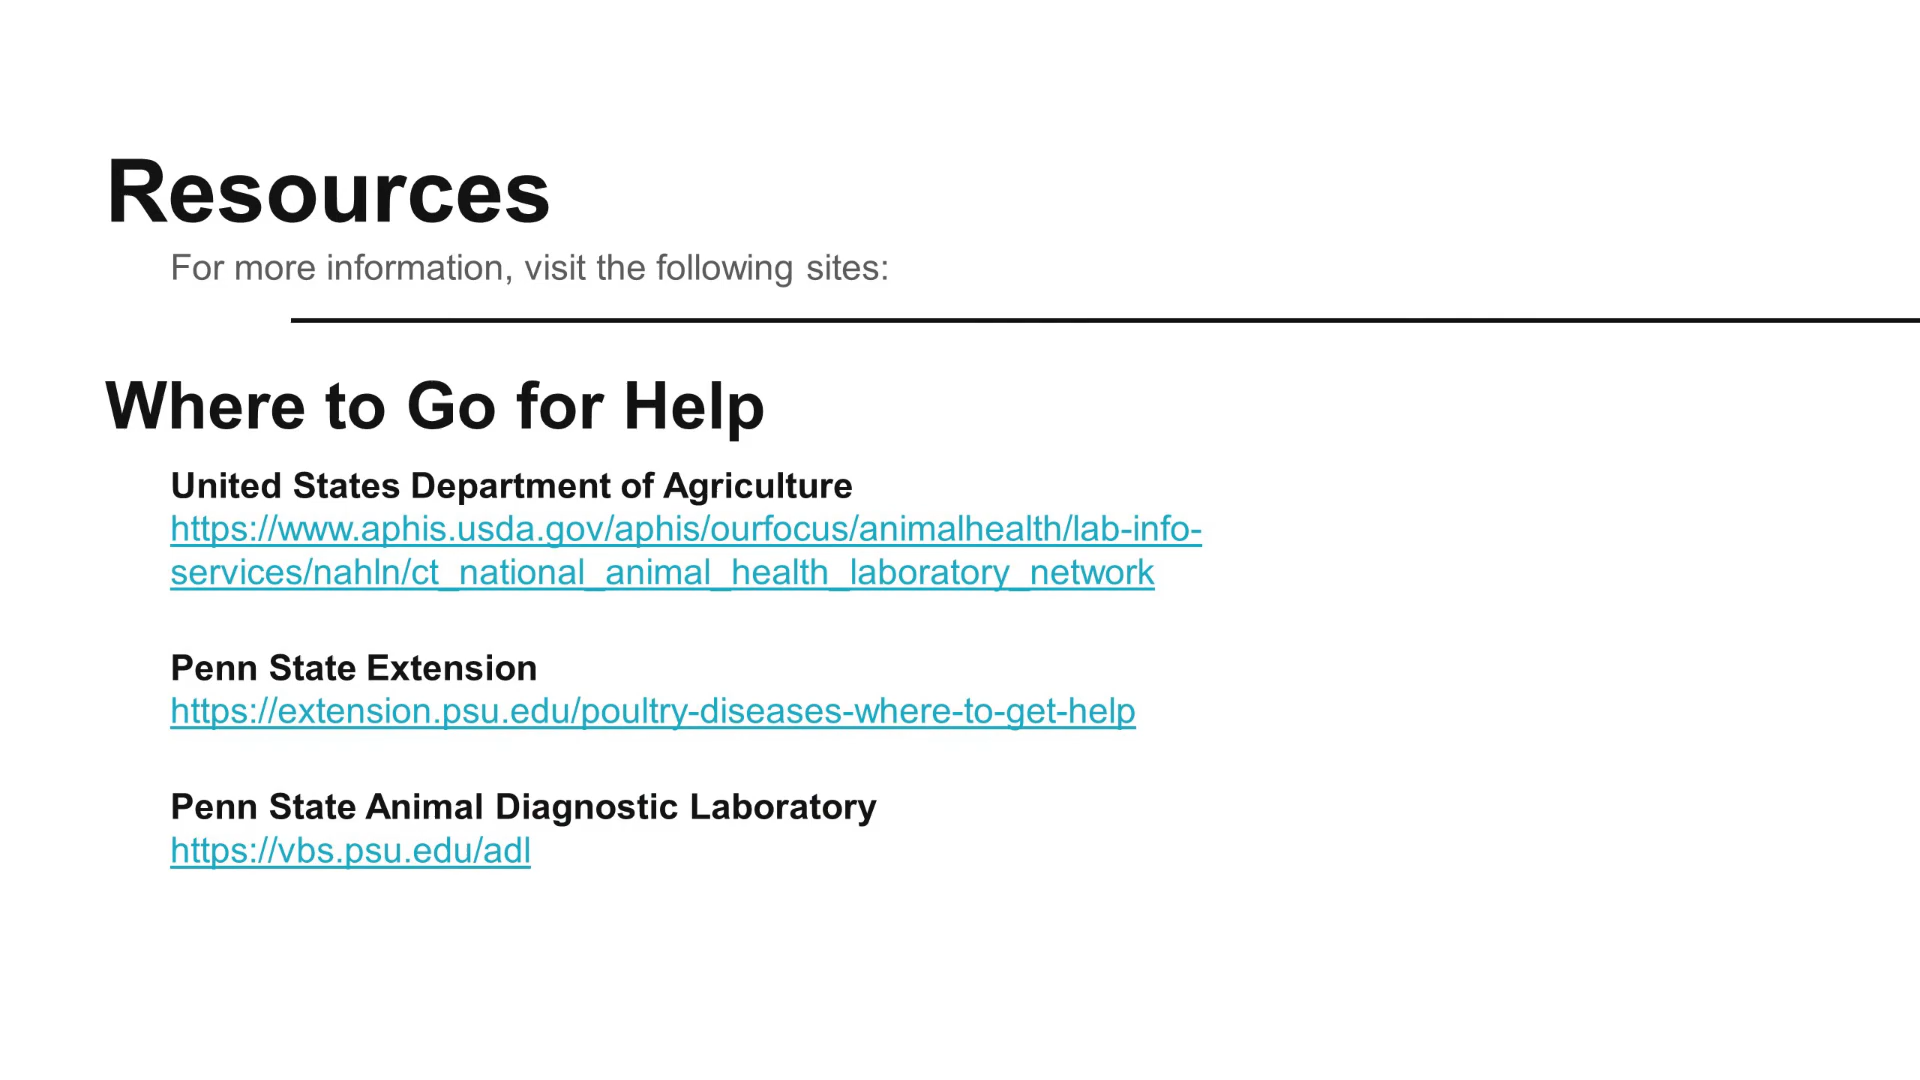 Resources
For more information, visit the following sites:
Where to Go for Help
United States Department of Agriculture
https://www.aphis.usda.gov/aphis/ourfocus/animalhealth/lab-info-
services/nahln/ct_national_animal_health_laboratory_network
Penn State Extension
https://extension.psu.edu/poultry-diseases-where-to-get-help
Penn State Animal Diagnostic Laboratory
https://vbs.psu.edu/adl